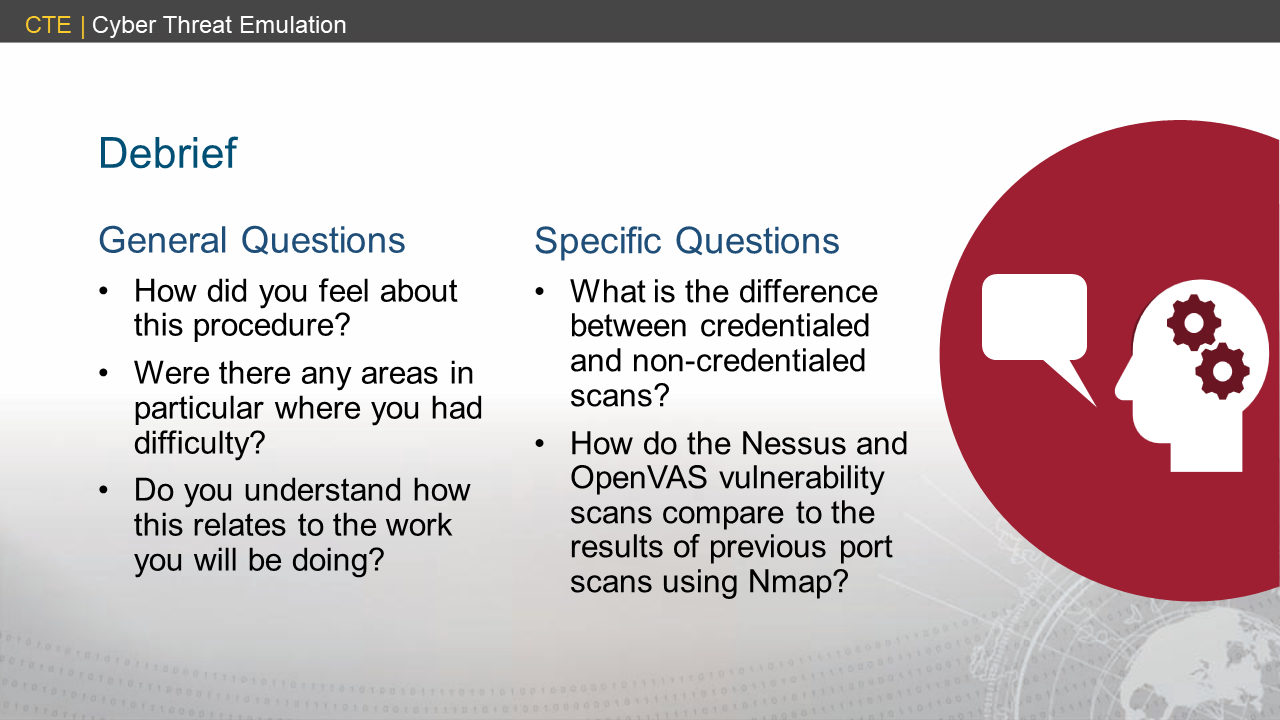 CTE | Cyber Threat Emulation
Debrief
General Questions
• How did you feel about
this procedure?
• Were there any areas in
particular where you had
difficulty?
• Do you understand how
this relates to the work
you will be doing?
Specific Questions
• What is the difference
between credentialed
and non-credentialed
scans?
• How do the Nessus and
OpenVAS vulnerability
scans compare to the
results of previous port
scans using Nmap?